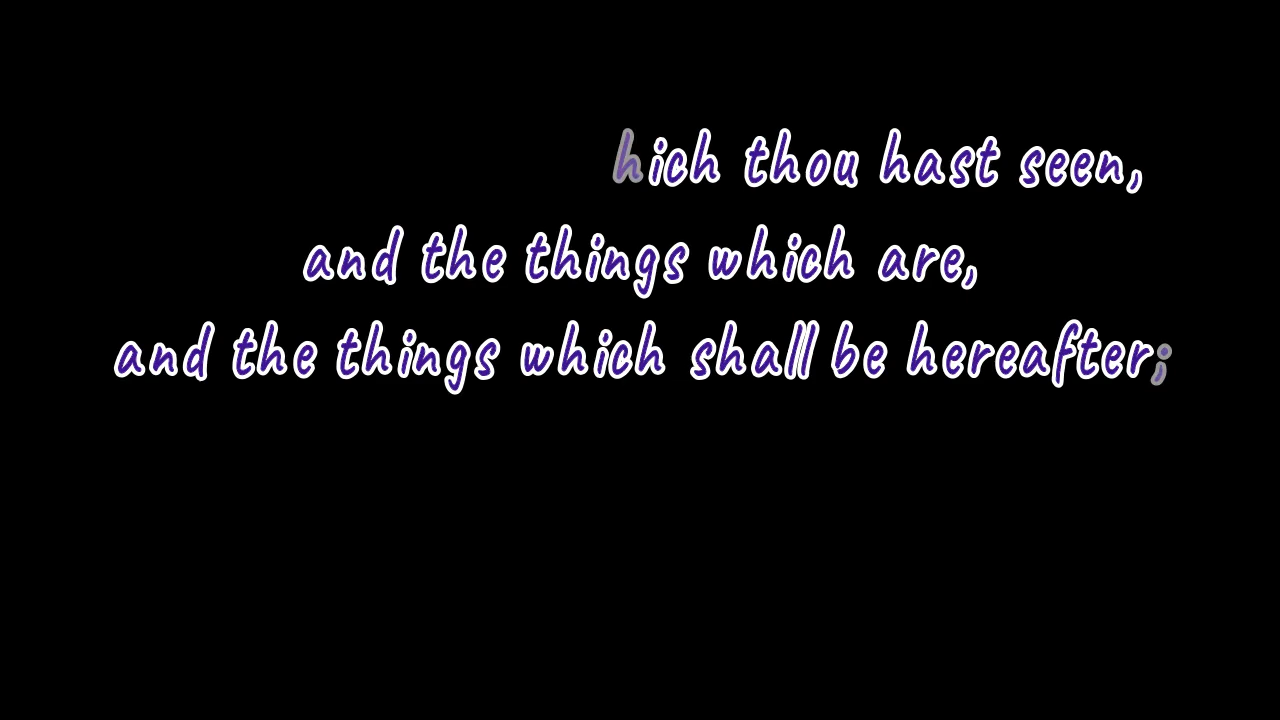 hich thou hast seen,
and the things which are,
and the things which shall be hereafter;